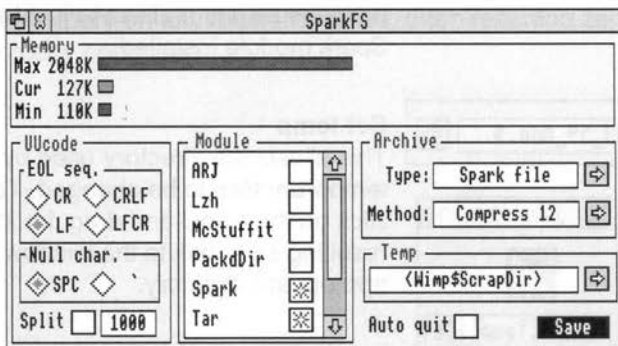 SparkFS
Memory
Max 2048K
Cur 127K
Min 110K
UUcode
EOL seq.
CR CRLF
LF LFCR
Null char.
SPC `
Split 1000
Module
ARJ
Lzh
McStuffit
PackdDir
Spark
Tar
Archive
Type: Spark file
Method: Compress 12
Temp
<Wimp$ScrapDir>
Auto quit
Save